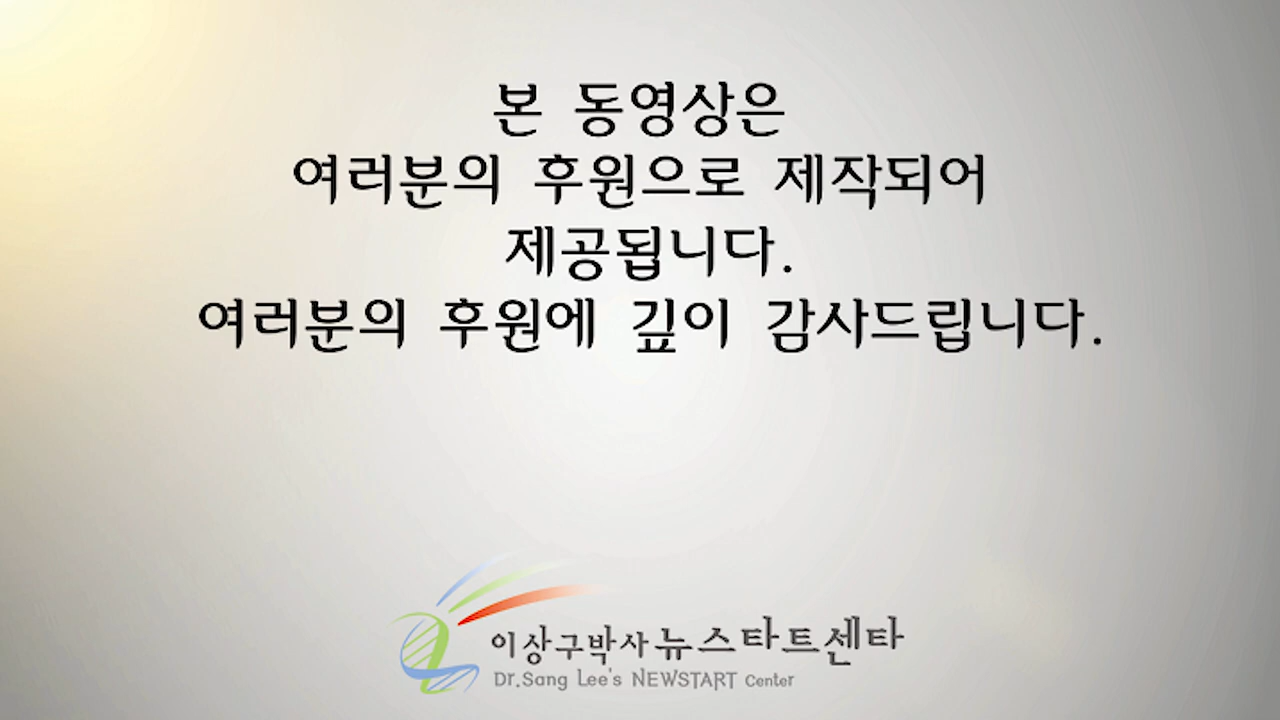 본 동영상은
여러분의 후원으로 제작되어
제공됩니다.
여러분의 후원에 깊이 감사드립니다.
이상구박사 뉴스타트센타
Dr.Sang Lee's NEWSTART Center